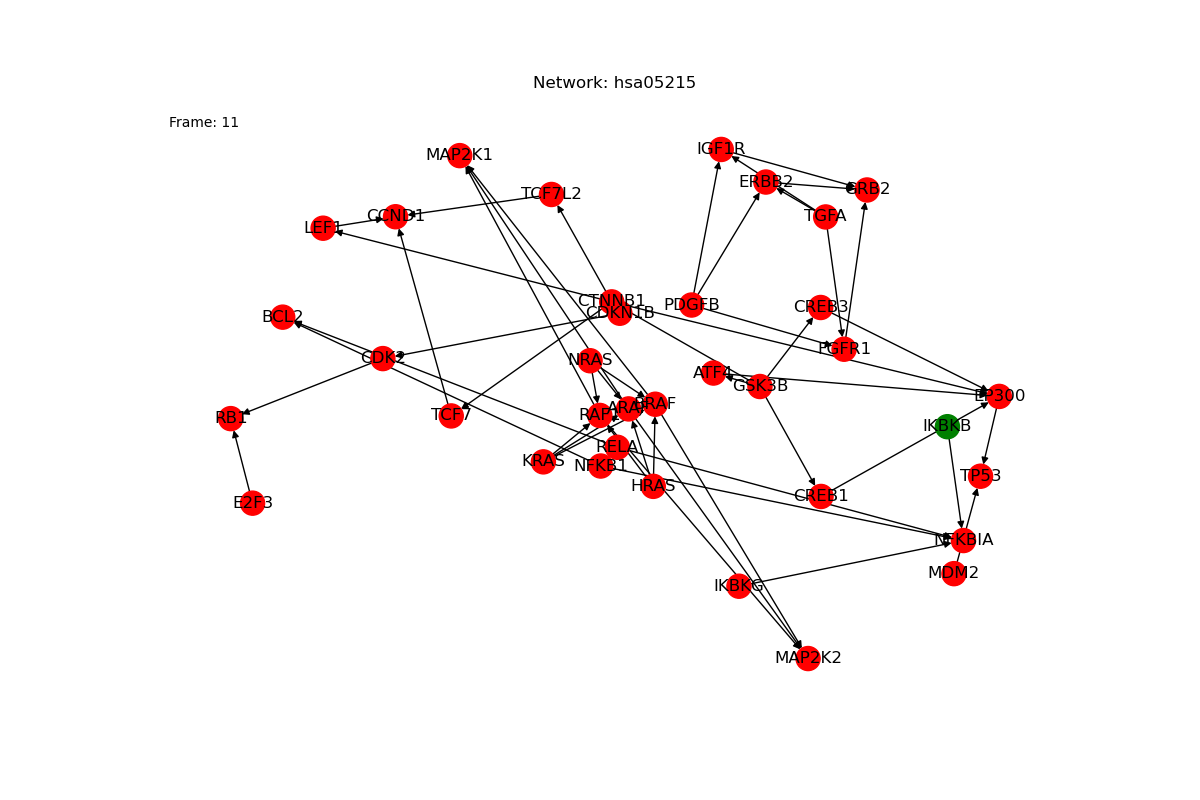 Network: hsa05215
Frame: 11
MAP2K1
IGF1R
ERBB2
GRB2
TCF7L2
CCND1
LEF1
TGFA
CTNNB1
CDKN1B
PDGFB
CREB3
BCL2
CDK2
NRAS
ATF4
GSK3B
EP300
RB1
TCF7
ARAF
BRAF
IKBKB
RELA
KRAS
NFKB1
HRAS
CREB1
TP53
E2F3
NFKBIA
IKBKG
MDM2
MAP2K2